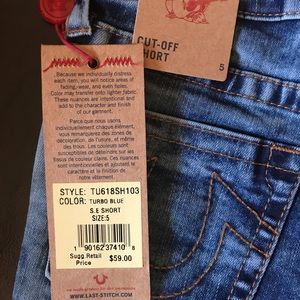 CUT-OFF
SHORT
5
Because we individually distress
each item, you will notice areas of
fading, wear, and even holes.
Color may transfer onto lighter fabric.
These nuances are intentional and
add to the character and finish
of our garment.
Parce que nous usons
individuellement chaque élément,
vous remarquerez des zones de
décoloration, de l'usure, et
même des trous. Les couleurs sont
susceptibles de déteindre sur les
tissus de couleur claire. Ces nuances
sont intentionnelles et ajoutent
à la caractère et la finition de
notre vêtement.
STYLE: TU618SH103
COLOR: TURBO BLUE
S.E SHORT
SIZE:5
1 90162 37410 8
Sugg.Retail
Price $59.00
WWW.LAST-STITCH.COM